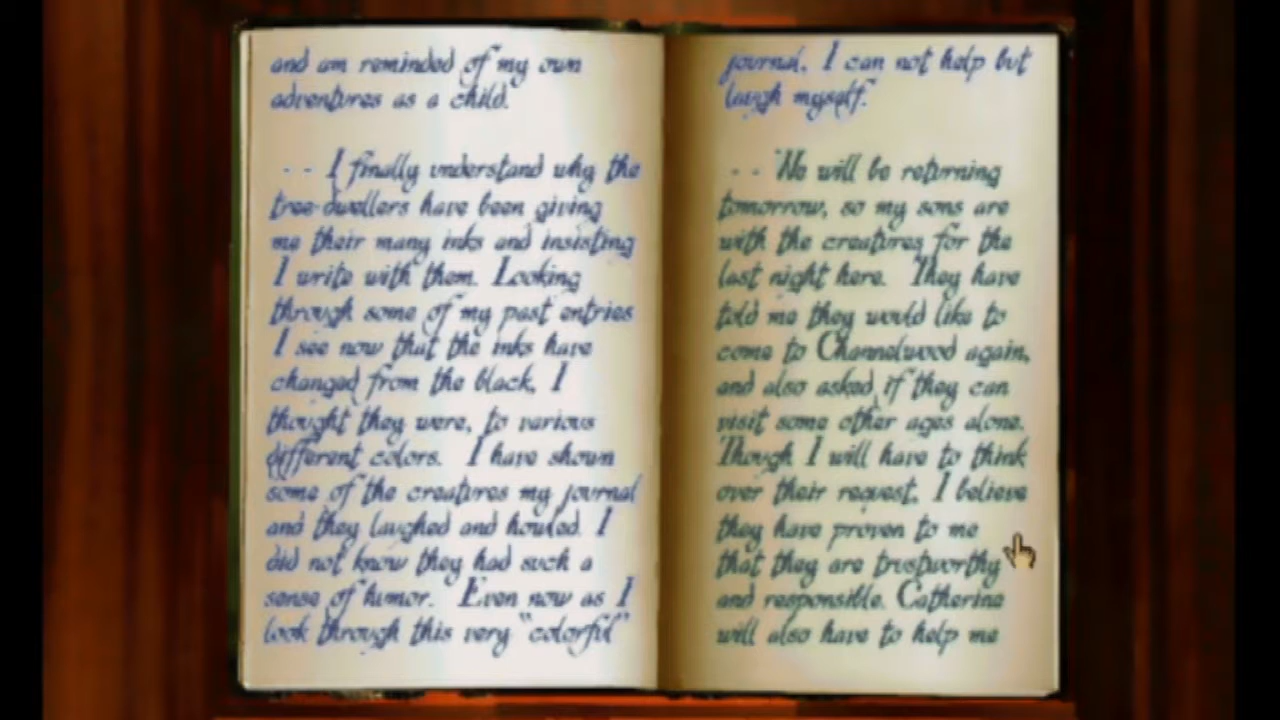 and am reminded of my own
adventures as a child.
- - I finally understand why the
tree-dwellers have been giving
me their many inks and insisting
I write with them. Looking
through some of my past entries
I see now that the inks have
changed from the black, I
thought they were, to various
different colors. I have shown
some of the creatures my journal
and they laughed and howled. I
did not know they had such a
sense of humor. Even now as I
look through this very "colorful"
journal, I can not help but
laugh myself.
- - We will be returning
tomorrow, so my sons are
with the creatures for the
last night here. They have
told me they would like to
come to Channelwood again,
and also asked if they can
visit some other ages alone.
Though I will have to think
over their request, I believe
they have proven to me
that they are trustworthy
and responsible. Catherine
will also have to help me